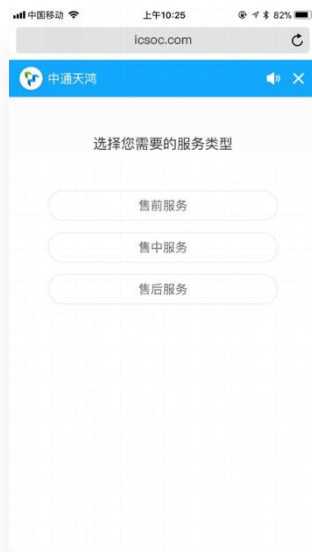 中国移动 上午10:25 82%
icsoc.com
中通天鸿
选择您需要的服务类型
售前服务
售中服务
售后服务